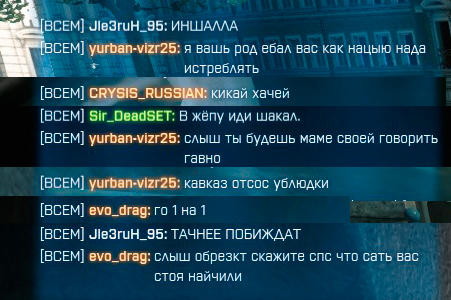 [ВСЕМ] Jle3ruH_95: ИНШАЛЛА
[ВСЕМ] yurban-vizr25: я вашь род ебал вас как нацыю нада
истреблять
[ВСЕМ] CRYSIS_RUSSIAN: кикай хачей
[ВСЕМ] Sir_DeadSET: В жёпу иди шакал.
[ВСЕМ] yurban-vizr25: слыш ты будешь маме своей говорить
гавно
[ВСЕМ] yurban-vizr25: кавказ отсос ублюдки
[ВСЕМ] evo_drag: го 1 на 1
[ВСЕМ] Jle3ruH_95: ТАЧНЕЕ ПОБИЖДАТ
[ВСЕМ] evo_drag: слыш обрезкт скажите спс что сать вас
стоя найчили